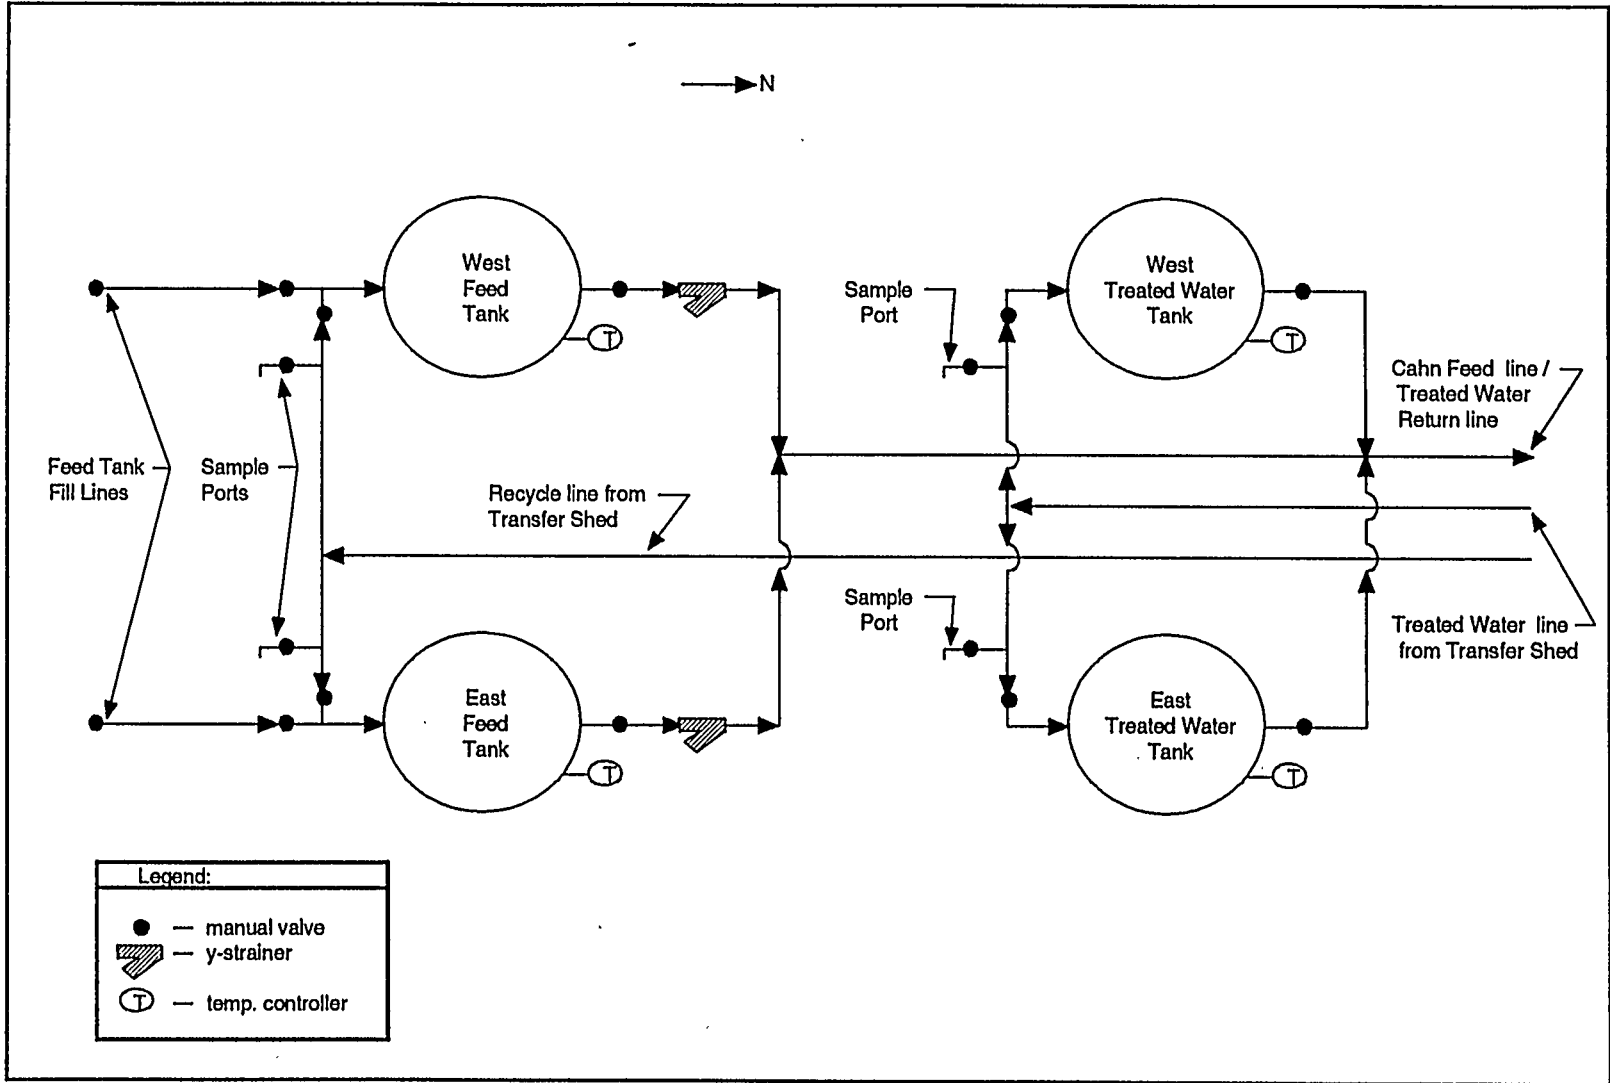 N
West
Feed
Tank
T
West
Treated Water
Tank
T
Sample
Port
Cahn Feed line /
Treated Water
Return line
Feed Tank
Fill Lines
Sample
Ports
Recycle line from
Transfer Shed
Sample
Port
Treated Water line
from Transfer Shed
East
Feed
Tank
T
East
Treated Water
Tank
T
Legend:
— manual valve
— y-strainer
T — temp. controller